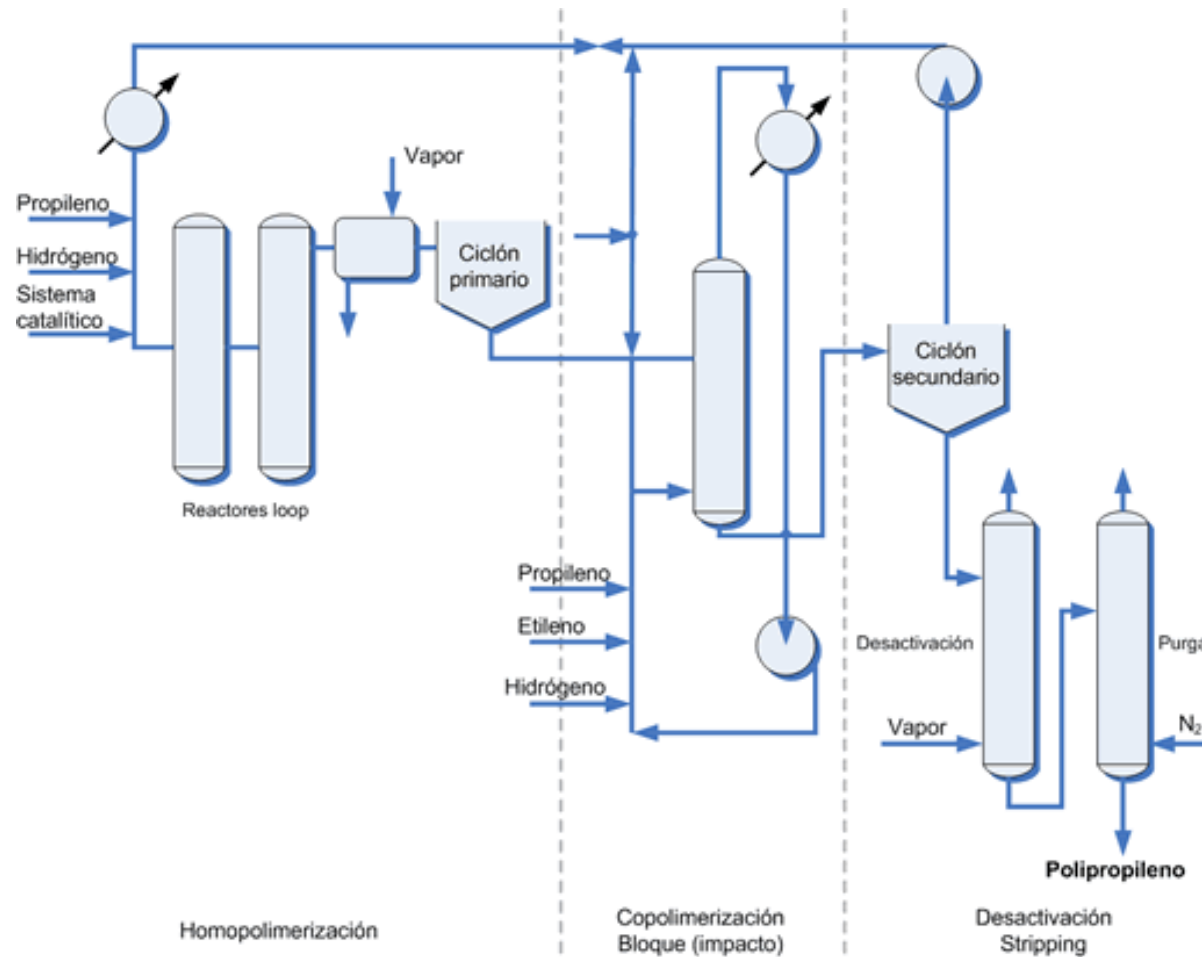 Vapor
Propileno
Hidrógeno
Sistema
catalítico
Ciclón
primario
Reactores loop
Propileno
Etileno
Hidrógeno
Ciclón
secundario
Desactivación
Purga
Vapor
N2
Polipropileno
Homopolimerización
Copolimerización
Bloque (impacto)
Desactivación
Stripping